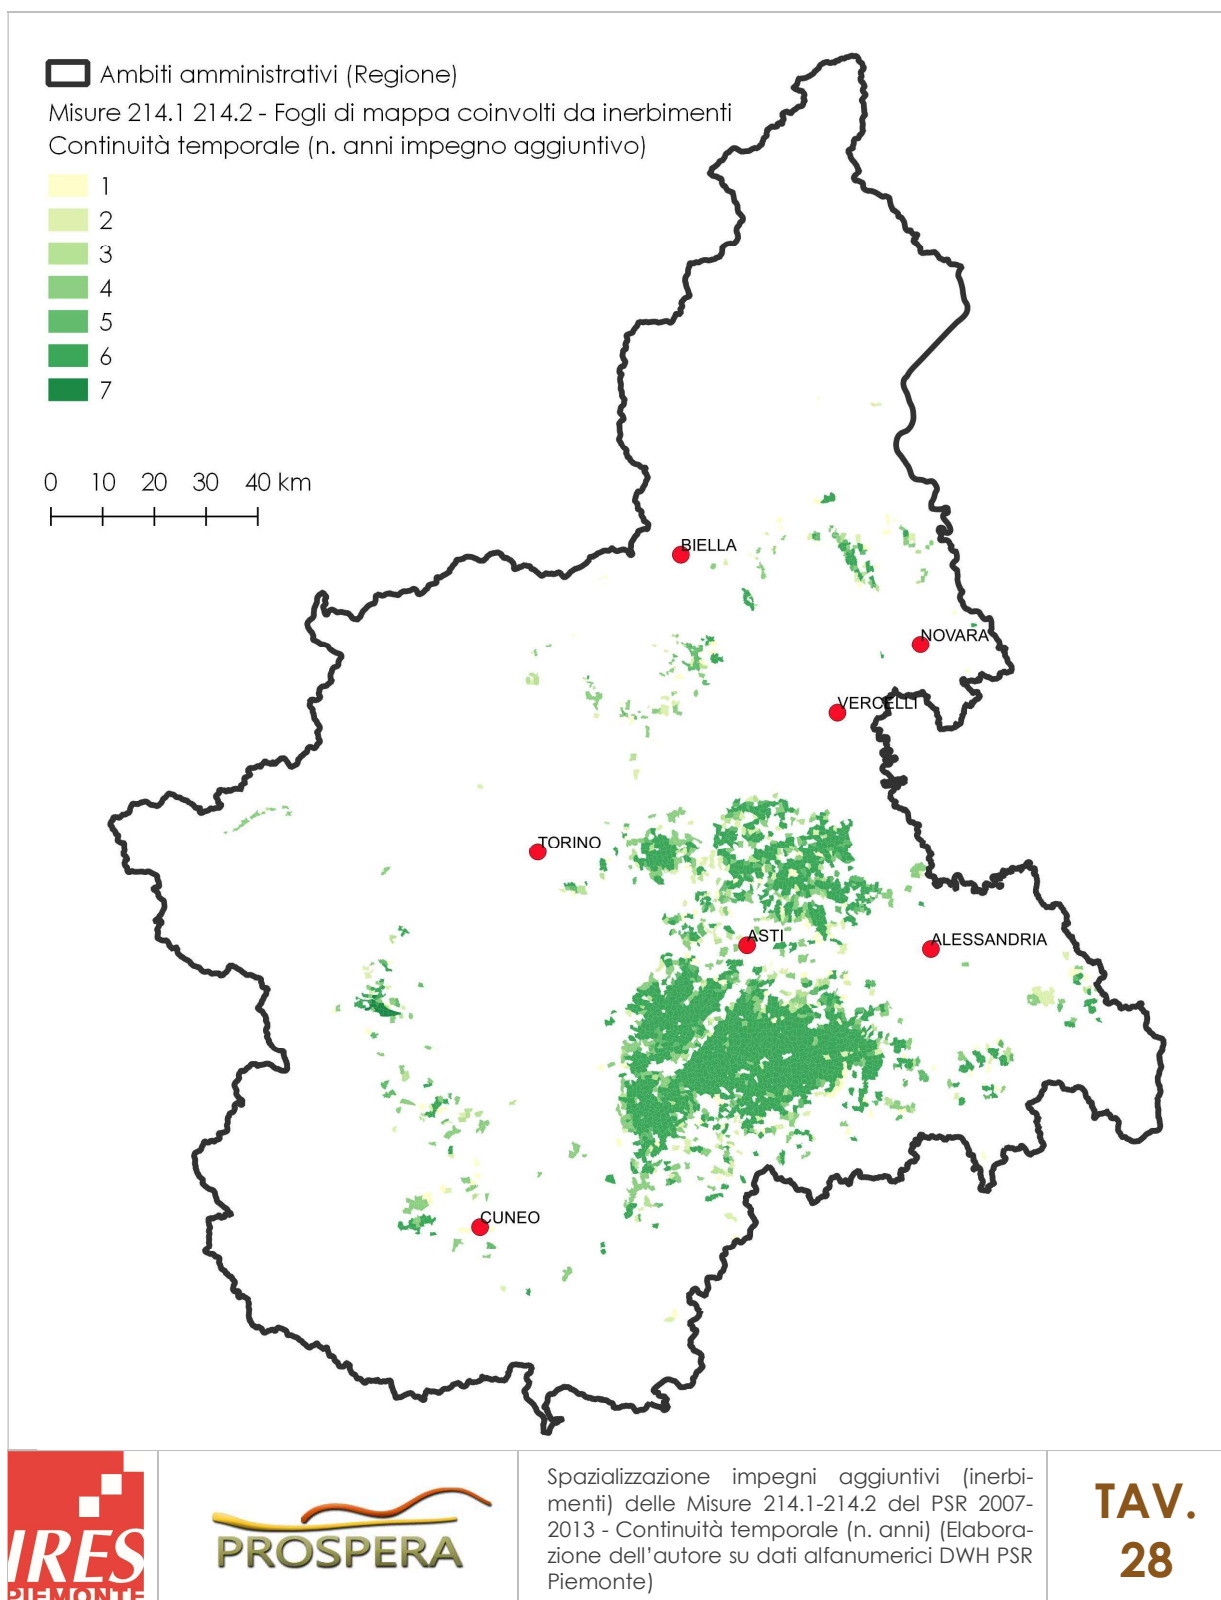 Ambiti amministrativi (Regione)
Misure 214.1 214.2 - Fogli di mappa coinvolti da inerbimenti
Continuità temporale (n. anni impegno aggiuntivo)
1
2
3
4
5
6
7
0 10 20 30 40 km
BIELLA
NOVARA
VERCELLI
TORINO
ASTI
ALESSANDRIA
CUNEO
IRES
PIEMONTE
PROSPERA
Spazializzazione impegni aggiuntivi (inerbi-
menti) delle Misure 214.1-214.2 del PSR 2007-
2013 - Continuità temporale (n. anni) (Elabora-
zione dell'autore su dati alfanumerici DWH PSR
Piemonte)
TAV.
28